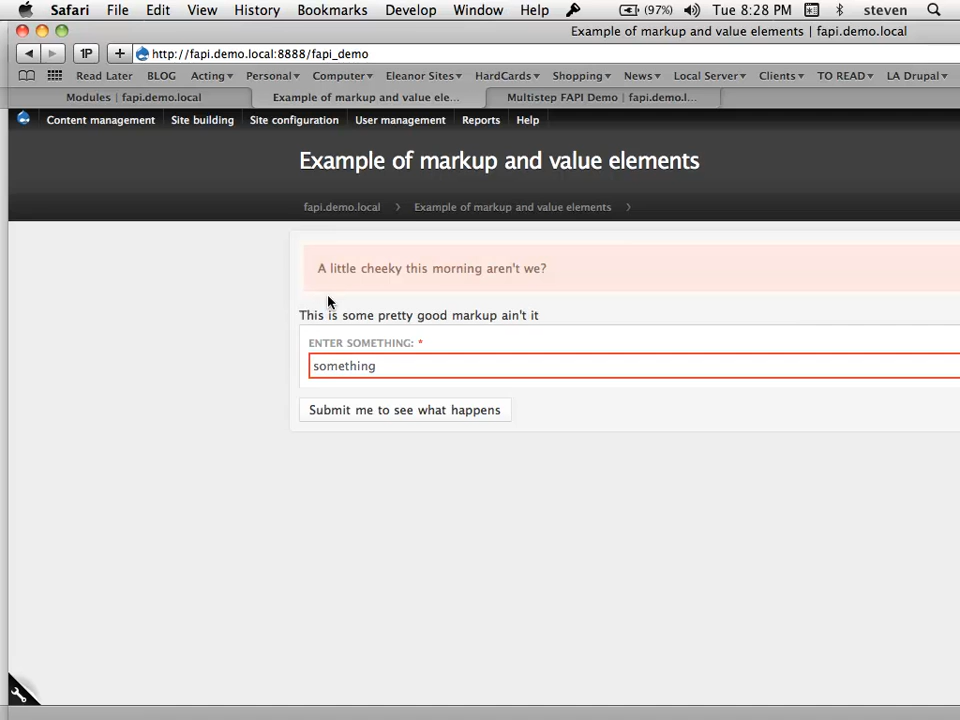 Safari File Edit View History Bookmarks Develop Window Help (97%) Tue 8:28 PM steven
Example of markup and value elements | fapi.demo.local
1P + http://fapi.demo.local:8888/fapi_demo
Read Later BLOG Acting▾ Personal▾ Computer▾ Eleanor Sites▾ HardCards▾ Shopping▾ News▾ Local Server▾ Clients▾ TO READ▾ LA Drupal▾
Modules | fapi.demo.local Example of markup and value ele... Multistep FAPI Demo | fapi.demo.l...
Content management Site building Site configuration User management Reports Help
Example of markup and value elements
fapi.demo.local › Example of markup and value elements ›
A little cheeky this morning aren't we?
This is some pretty good markup ain't it
ENTER SOMETHING: *
something
Submit me to see what happens